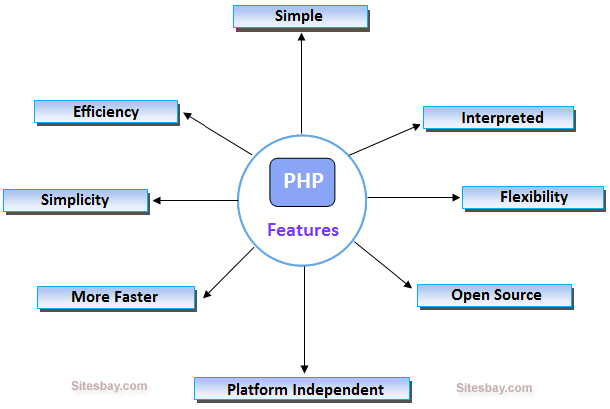 Simple
Efficiency
Interpreted
PHP
Features
Simplicity
Flexibility
More Faster
Open Source
Platform Independent
Sitesbay.com
Sitesbay.com